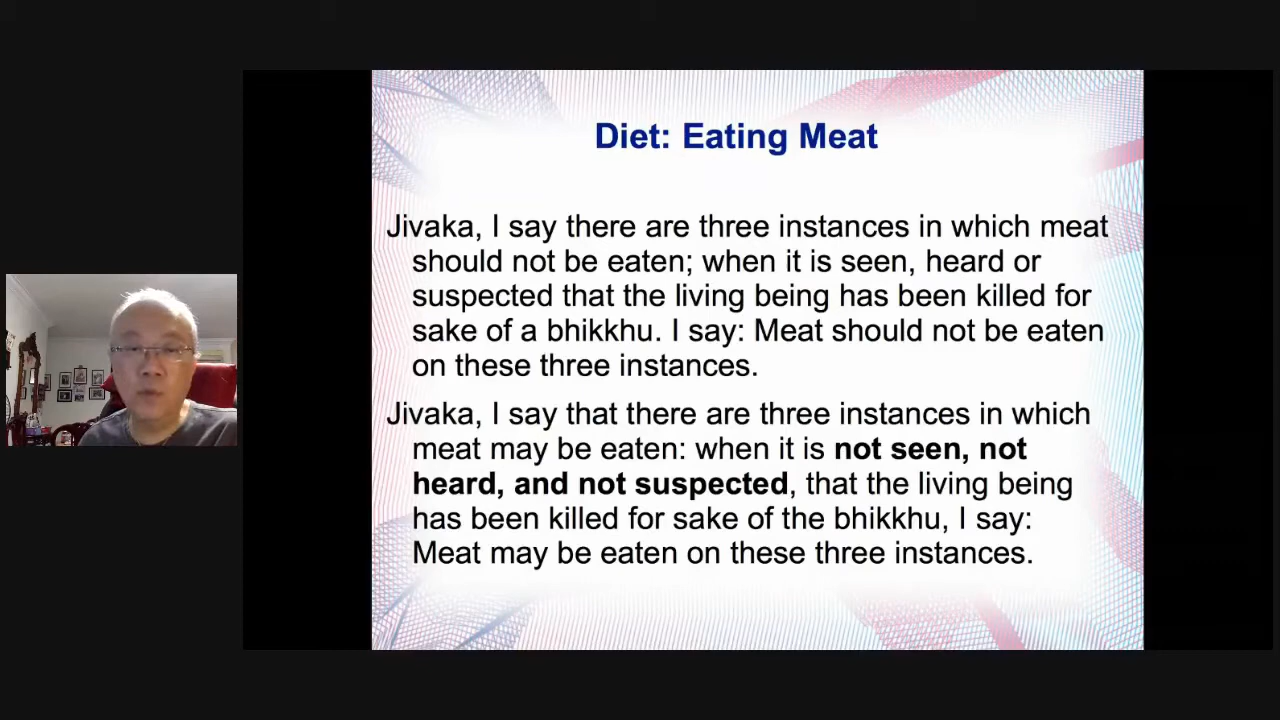 Diet: Eating Meat
Jivaka, I say there are three instances in which meat
should not be eaten; when it is seen, heard or
suspected that the living being has been killed for
sake of a bhikkhu. I say: Meat should not be eaten
on these three instances.
Jivaka, I say that there are three instances in which
meat may be eaten: when it is not seen, not
heard, and not suspected, that the living being
has been killed for sake of the bhikkhu, I say:
Meat may be eaten on these three instances.